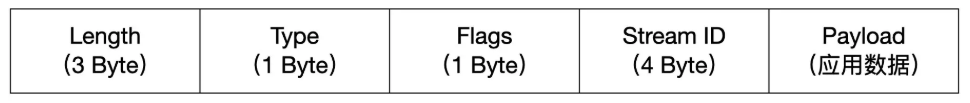 Length Type Flags Stream ID Payload
(3 Byte) (1 Byte) (1 Byte) (4 Byte) (应用数据)